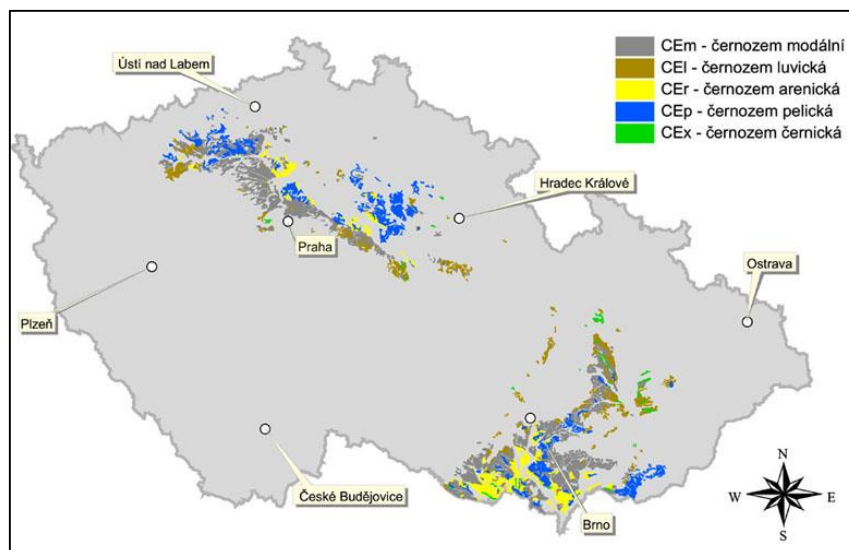 CEm - černozem modální
CEl - černozem luvická
CEr - černozem arenická
CEp - černozem pelická
CEx - černozem černická
Ústí nad Labem
Hradec Králové
Praha
Ostrava
Plzeň
České Budějovice
Brno
N
W E
S